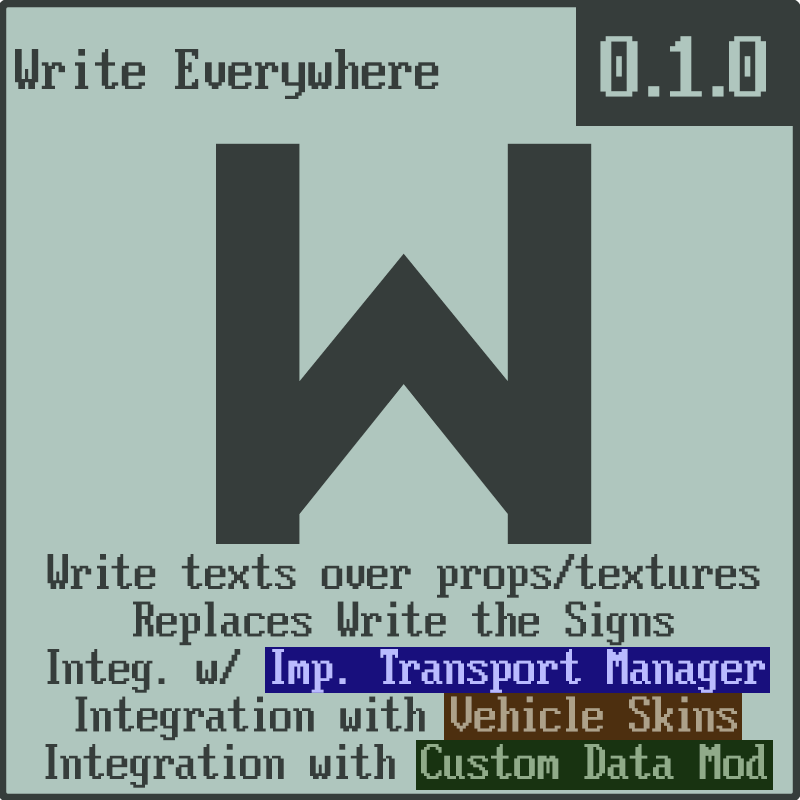 Write Everywhere
0.1.0
W
Write texts over props/textures
Replaces Write the Signs
Integ. w/ Imp. Transport Manager
Integration with Vehicle Skins
Integration with Custom Data Mod